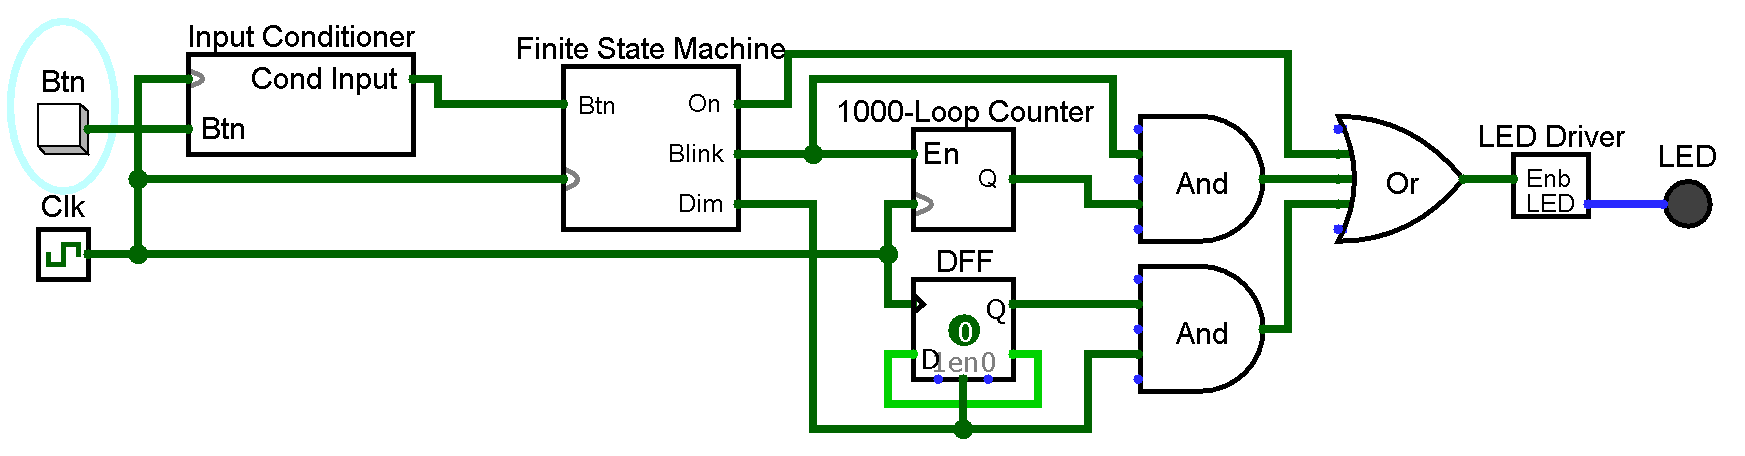 Input Conditioner
Finite State Machine
Btn
Cond Input
Btn
Btn
On
Blink
Dim
1000-Loop Counter
En
Q
And
Or
LED Driver
Enb
LED
LED
Clk
DFF
Q
0
D
1en0
And